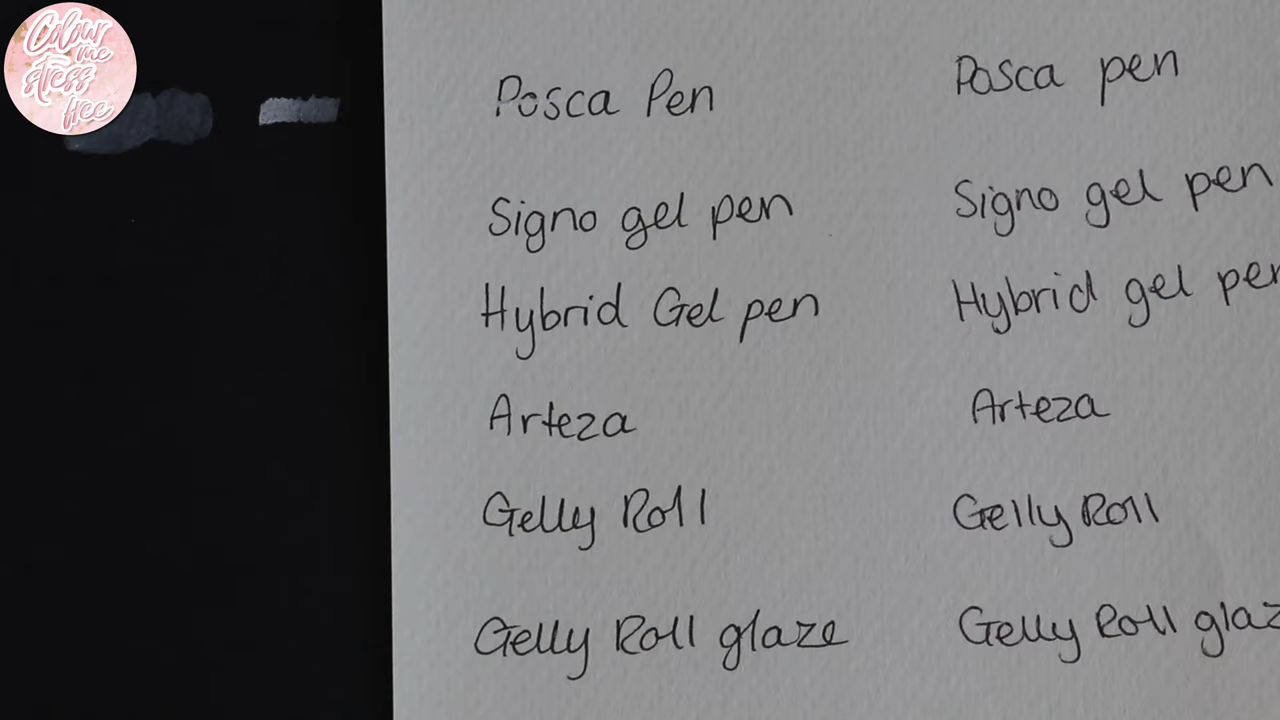 Colour
me
stress
free
Posca Pen
Posca pen
Signo gel pen
Signo gel pen
Hybrid Gel pen
Hybrid gel pen
Arteza
Arteza
Gelly Roll
Gelly Roll
Gelly Roll glaze
Gelly Roll glaz